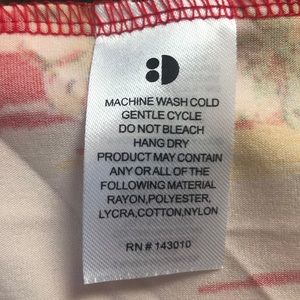 MACHINE WASH COLD
GENTLE CYCLE
DO NOT BLEACH
HANG DRY
PRODUCT MAY CONTAIN
ANY OR ALL OF THE
FOLLOWING MATERIAL
RAYON,POLYESTER,
LYCRA,COTTON,NYLON
RN # 143010